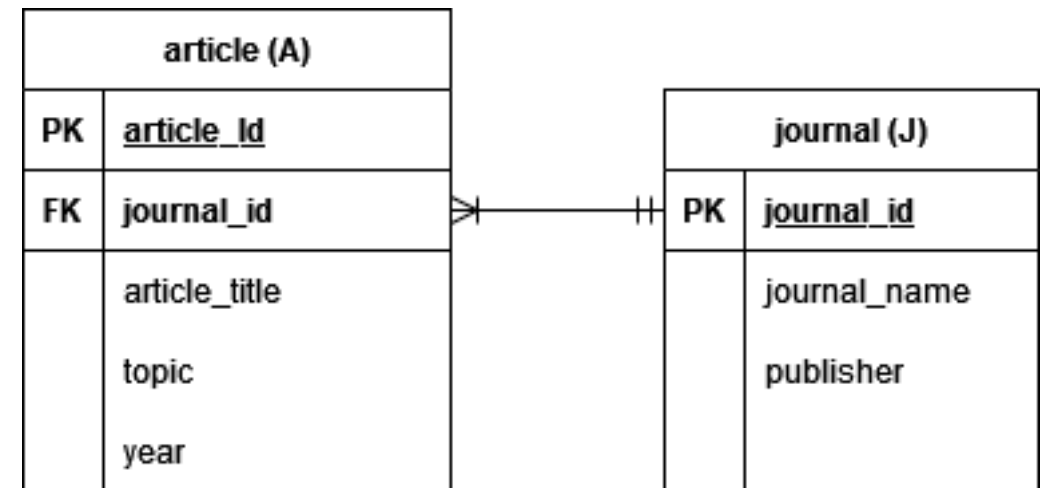 article (A)
PK article_Id
FK journal_id
article_title
topic
year
journal (J)
PK journal_id
journal_name
publisher